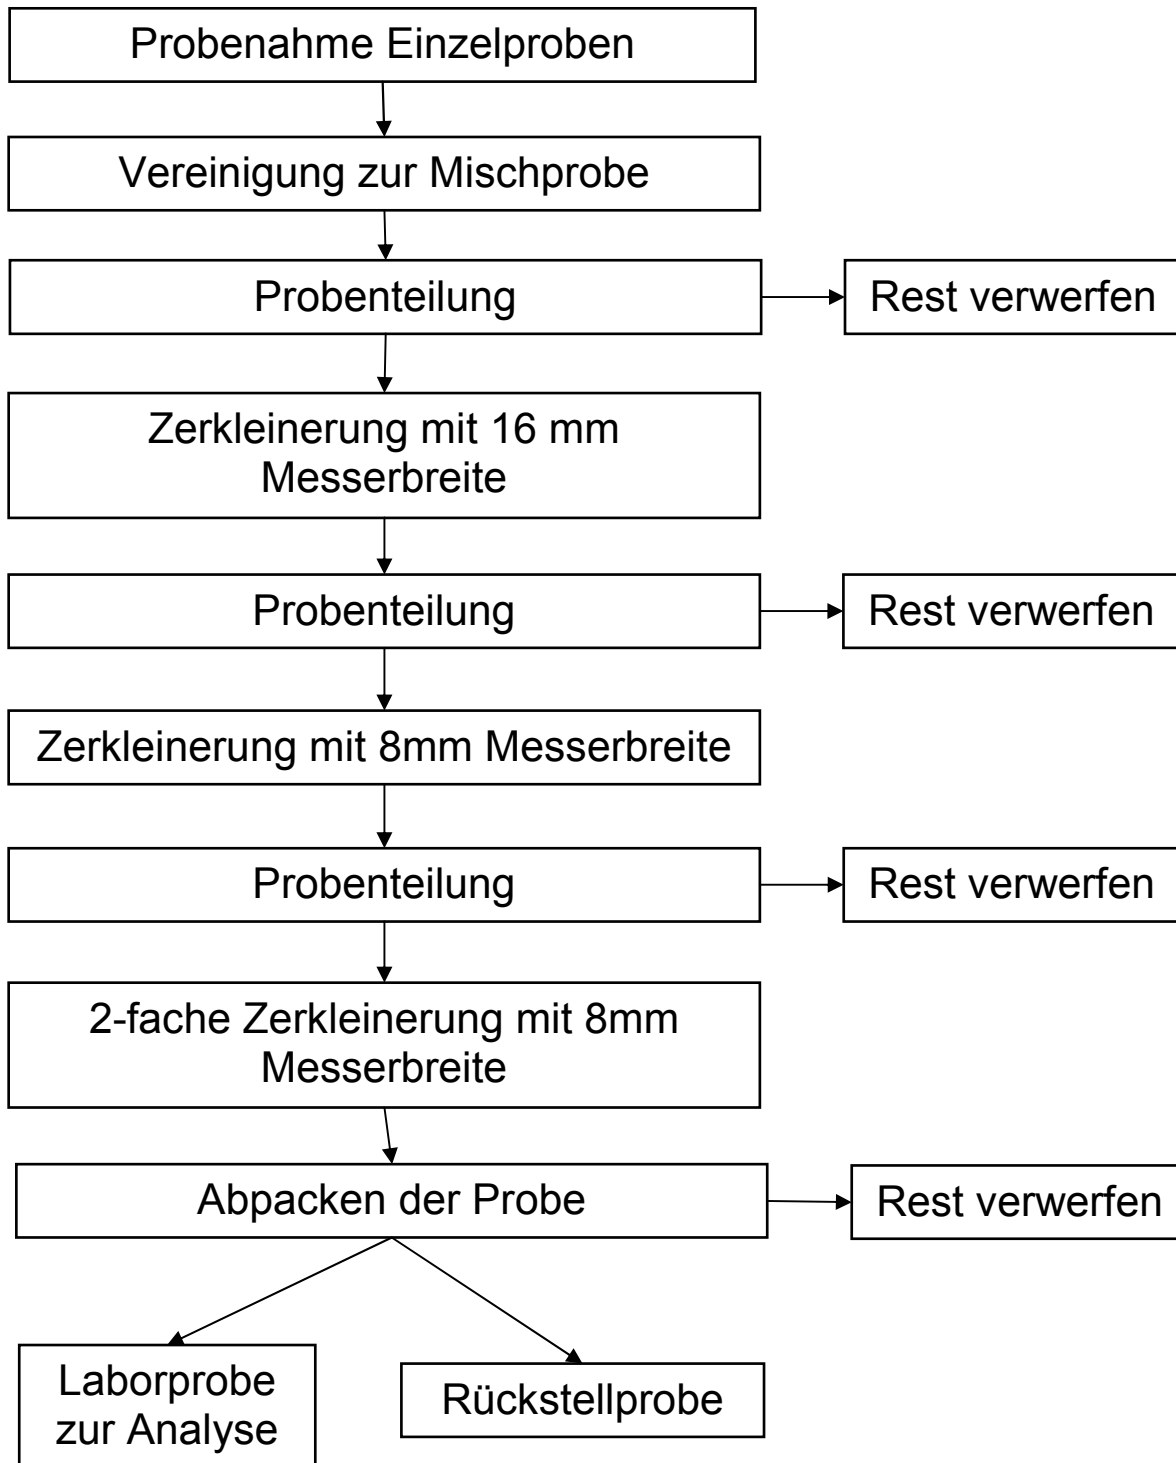 Probenahme Einzelproben
Vereinigung zur Mischprobe
Probenteilung
Rest verwerfen
Zerkleinerung mit 16 mm
Messerbreite
Probenteilung
Rest verwerfen
Zerkleinerung mit 8mm Messerbreite
Probenteilung
Rest verwerfen
2-fache Zerkleinerung mit 8mm
Messerbreite
Abpacken der Probe
Rest verwerfen
Laborprobe
zur Analyse
Rückstellprobe